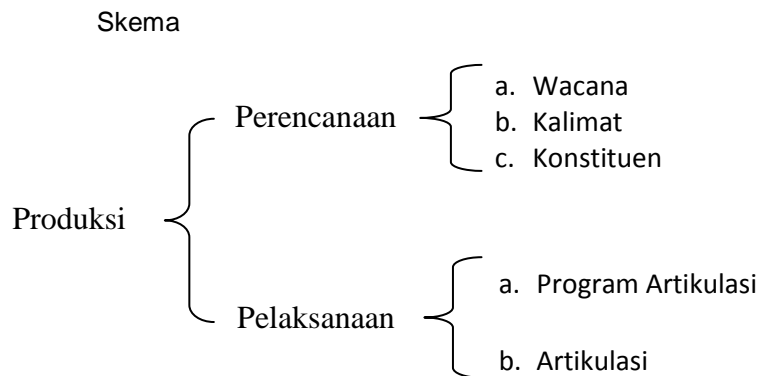 Skema
Perencanaan
a. Wacana
b. Kalimat
c. Konstituen
Produksi
Pelaksanaan
a. Program Artikulasi
b. Artikulasi